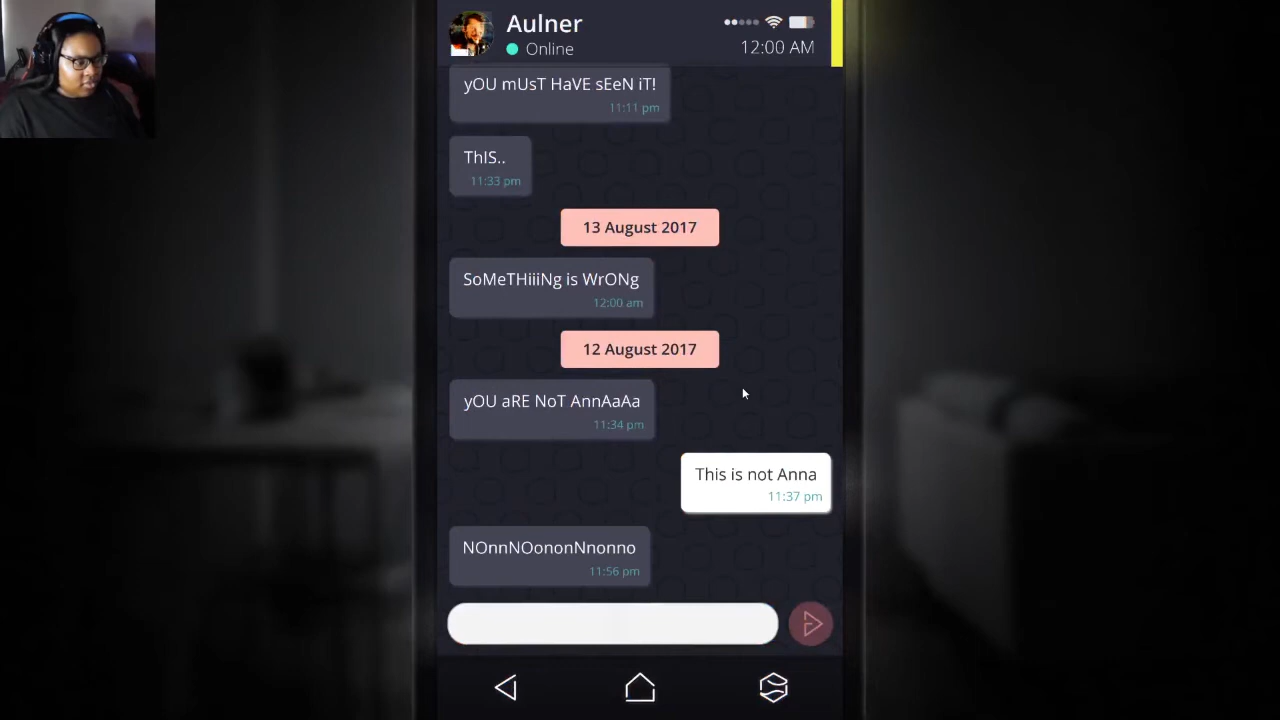 Aulner
Online
12:00 AM
yOU mUsT HaVE sEeN iT!
11:11 pm
ThIS..
11:33 pm
13 August 2017
SoMeTHiiiNg is WrONg
12:00 am
12 August 2017
yOU aRE NoT AnnAaAa
11:34 pm
This is not Anna
11:37 pm
NOnnNOononNnonno
11:56 pm